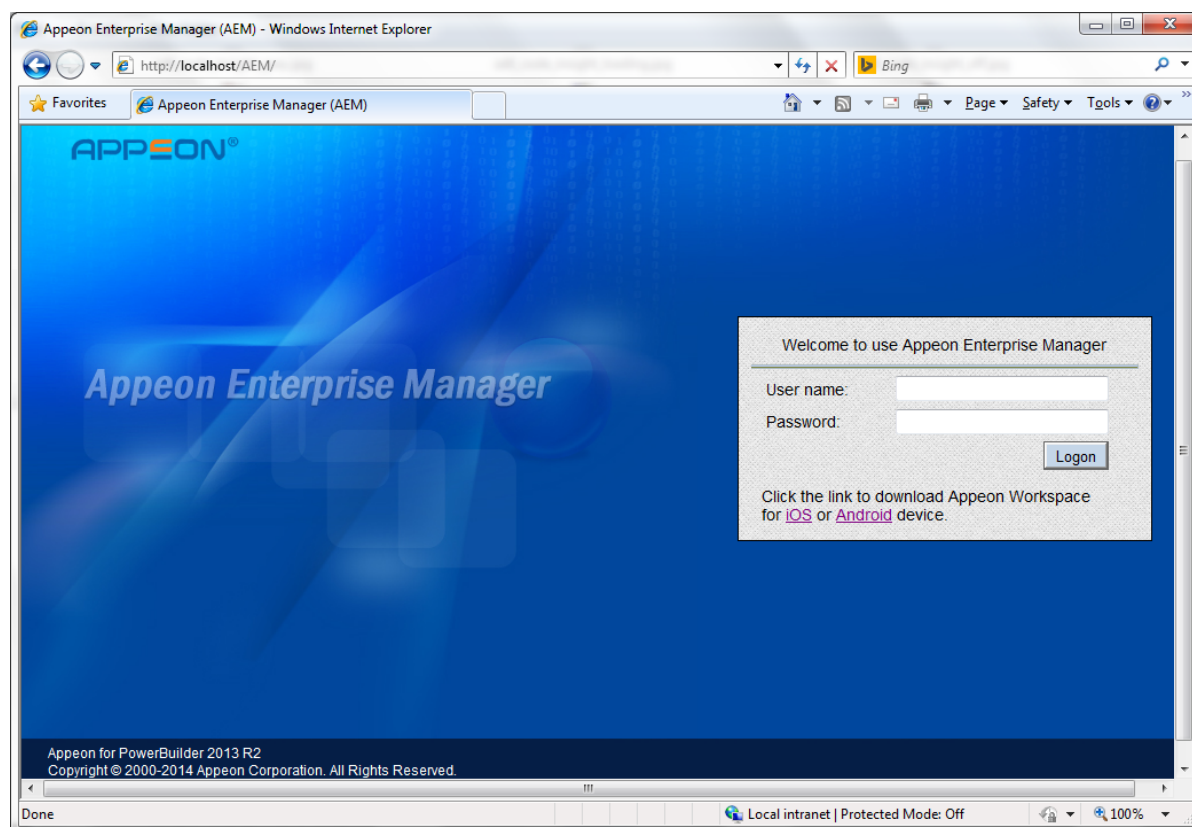 Appeon Enterprise Manager (AEM) - Windows Internet Explorer
http://localhost/AEM/
Bing
Favorites
Appeon Enterprise Manager (AEM)
Page
Safety
Tools
APPEON®
Welcome to use Appeon Enterprise Manager
Appeon Enterprise Manager
User name:
Password:
Logon
Click the link to download Appeon Workspace
for iOS or Android device.
Appeon for PowerBuilder 2013 R2
Copyright © 2000-2014 Appeon Corporation. All Rights Reserved.
Done
Local intranet | Protected Mode: Off
100%